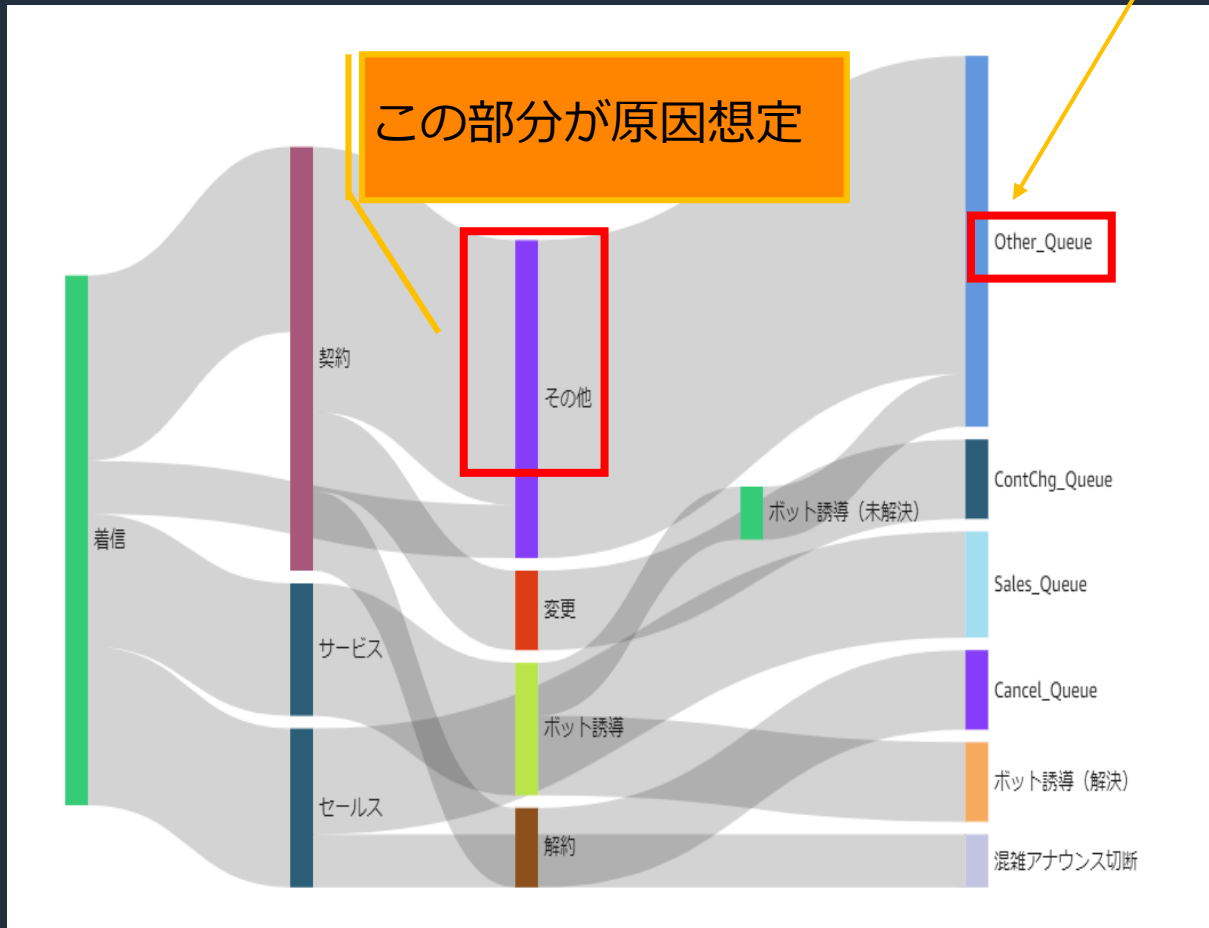 この部分が原因想定
着信
契約
サービス
セールス
その他
変更
ボット誘導
解約
ボット誘導（未解決）
Other_Queue
ContChg_Queue
Sales_Queue
Cancel_Queue
ボット誘導（解決）
混雑アナウンス切断